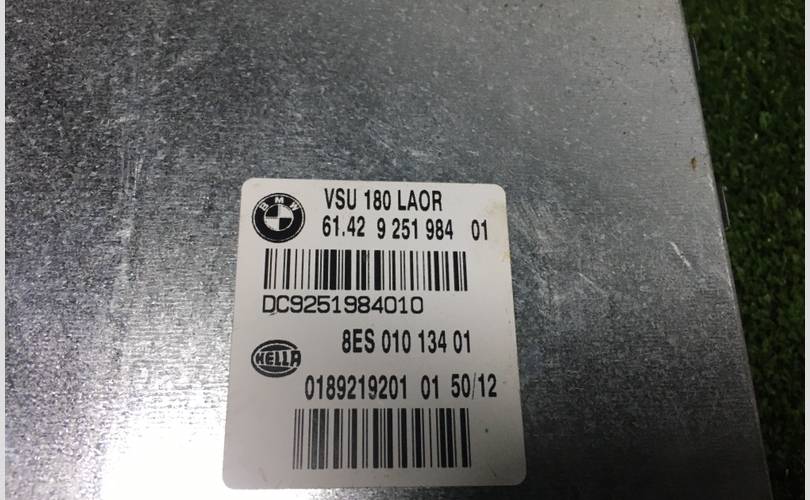 BMW
VSU 180 LAOR
61.42 9 251 984 01
DC9251984010
8ES 010 134 01
HELLA
0189219201 01 50/12